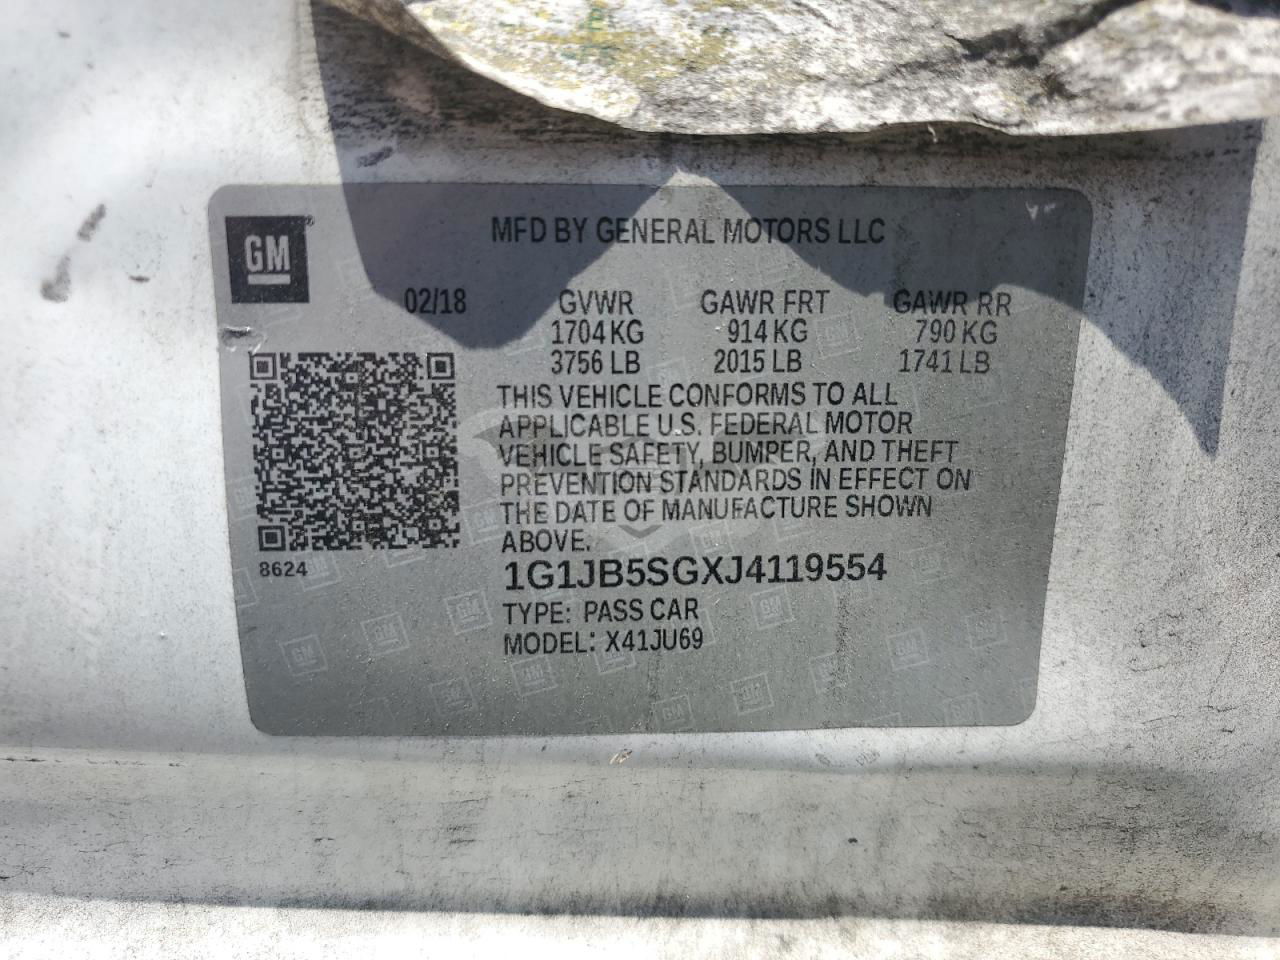 MFD BY GENERAL MOTORS LLC
GM
02/18 GVWR GAWR FRT GAWR RR
1704 KG 914 KG 790 KG
3756 LB 2015 LB 1741 LB
THIS VEHICLE CONFORMS TO ALL
APPLICABLE U.S. FEDERAL MOTOR
VEHICLE SAFETY, BUMPER, AND THEFT
PREVENTION STANDARDS IN EFFECT ON
THE DATE OF MANUFACTURE SHOWN
ABOVE.
8624
1G1JB5SGXJ4119554
TYPE: PASS CAR
MODEL: X41JU69